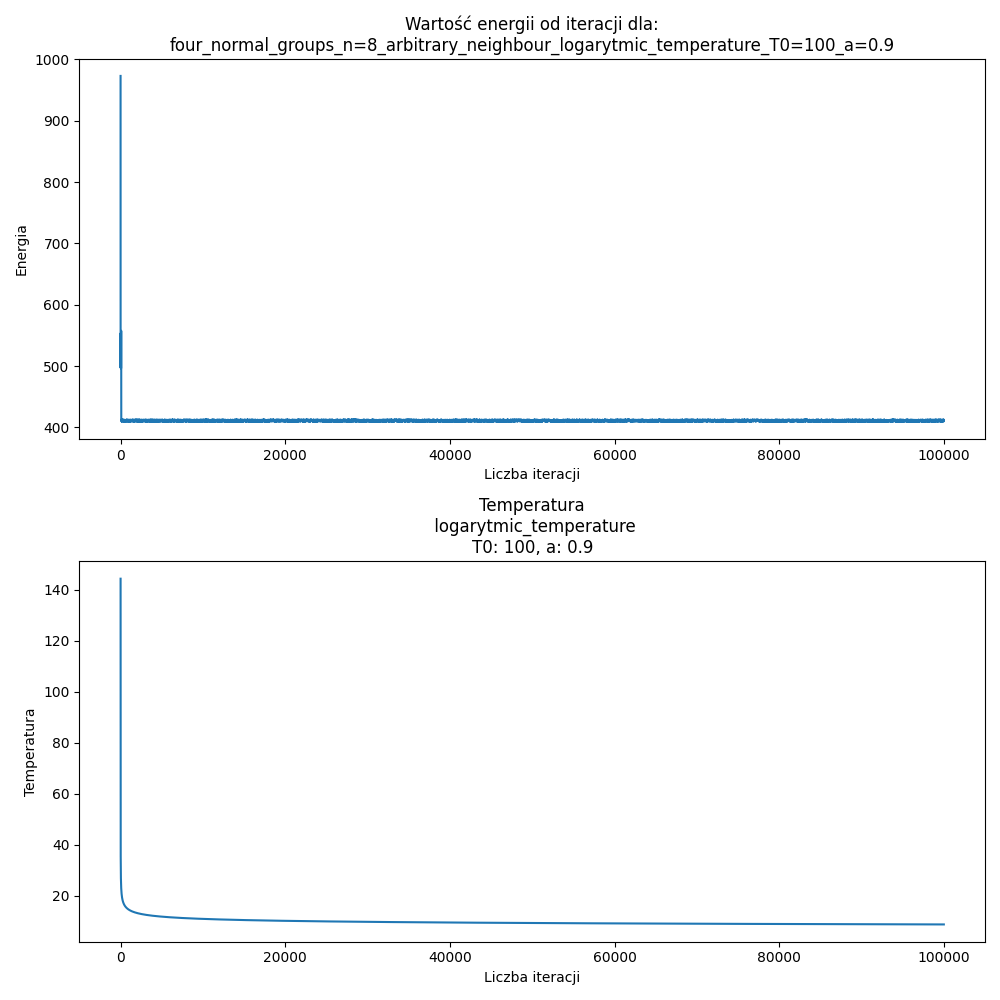 Wartość energii od iteracji dla:
four_normal_groups_n=8_arbitrary_neighbour_logarytmic_temperature_T0=100_a=0.9
1000
900
800
700
600
500
400
Energia
0 20000 40000 60000 80000 100000
Liczba iteracji
Temperatura
logarytmic_temperature
T0: 100, a: 0.9
140
120
100
80
60
40
20
Temperatura
0 20000 40000 60000 80000 100000
Liczba iteracji